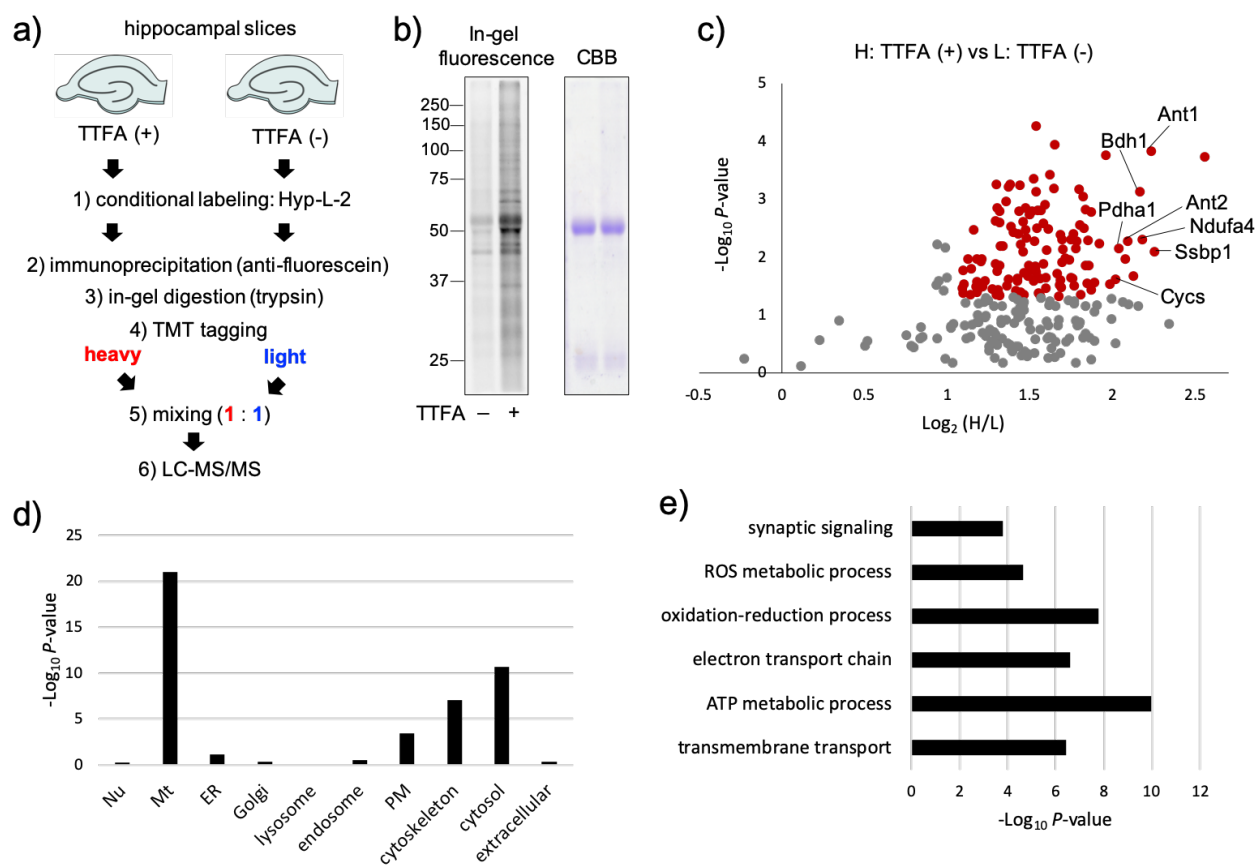 a)
hippocampal slices
TTFA (+)
TTFA (-)
1) conditional labeling: Hyp-L-2
2) immunoprecipitation (anti-fluorescein)
3) in-gel digestion (trypsin)
4) TMT tagging
heavy
light
5) mixing (1 : 1)
6) LC-MS/MS
b)
In-gel
fluorescence
CBB
250
150
100
75
50
37
25
TTFA – +
c)
H: TTFA (+) vs L: TTFA (-)
-Log10 P-value
5
4
3
2
1
0
-0.5
0
0.5
1
1.5
2
2.5
Log2 (H/L)
Ant1
Bdh1
Pdha1
Ant2
Ndufa4
Ssbp1
Cycs
d)
-Log10 P-value
25
20
15
10
5
0
Nu
Mt
ER
Golgi
lysosome
endosome
PM
cytoskeleton
cytosol
extracellular
e)
synaptic signaling
ROS metabolic process
oxidation-reduction process
electron transport chain
ATP metabolic process
transmembrane transport
0 2 4 6 8 10 12
-Log10 P-value